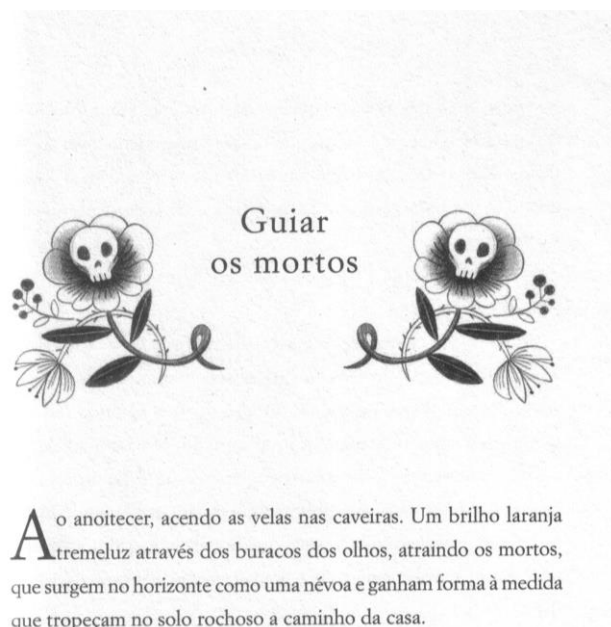 Guiar
os mortos
Ao anoitecer, acendo as velas nas caveiras. Um brilho laranja
tremeluz através dos buracos dos olhos, atraindo os mortos,
que surgem no horizonte como uma névoa e ganham forma à medida
que tropeçam no solo rochoso a caminho da casa.